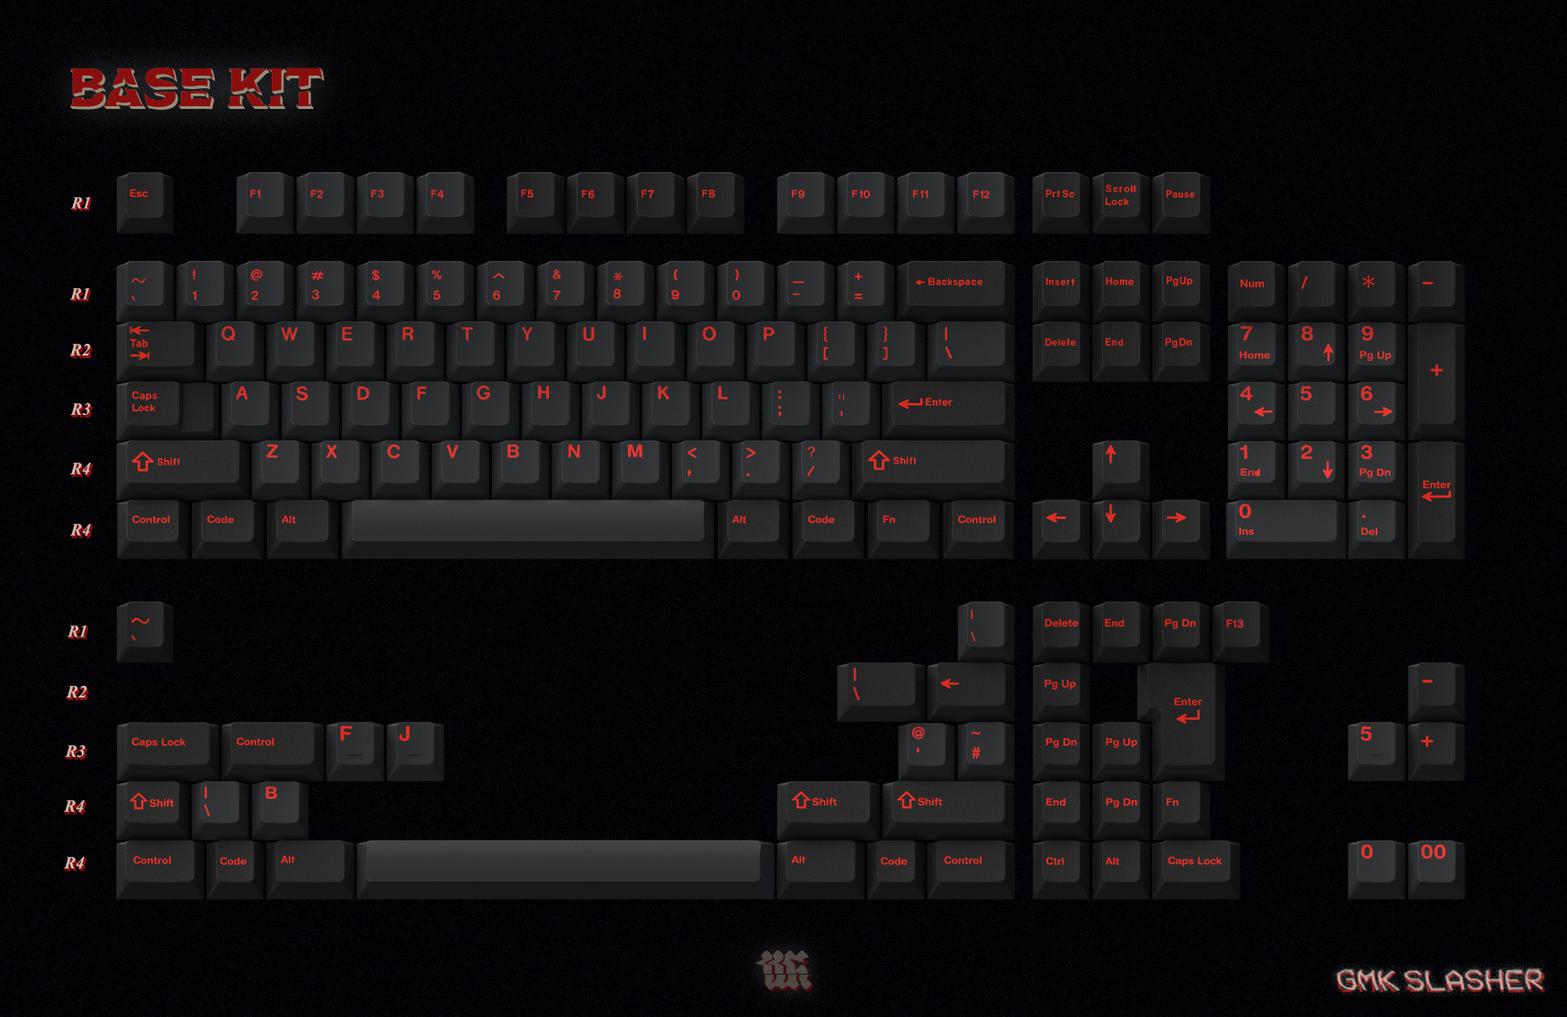 BASE KIT
R1 Esc F1 F2 F3 F4 F5 F6 F7 F8 F9 F10 F11 F12 Prt Sc Scroll Lock Pause
R1 ~ ` ! 1 @ 2 # 3 $ 4 % 5 ^ 6 & 7 * 8 ( 9 ) 0 — - + = ← Backspace Insert Home PgUp Num / * −
R2 Tab Q W E R T Y U I O P { [ } ] | \ Delete End PgDn 7 Home 8 ↑ 9 Pg Up +
R3 Caps Lock A S D F G H J K L : ; " ' Enter 4 ← 5 6 →
R4 Shift Z X C V B N M < , > . ? / Shift ↑ 1 End 2 ↓ 3 Pg Dn Enter
R4 Control Code Alt Alt Code Fn Control ← ↓ → 0 Ins . Del
R1 ~ ` | \ Delete End Pg Dn F13
R2 | \ ← Pg Up Enter −
R3 Caps Lock Control F J @ ' ~ # Pg Dn Pg Up 5 +
R4 Shift | \ B Shift Shift End Pg Dn Fn
R4 Control Code Alt Alt Code Control Ctrl Alt Caps Lock 0 00
GMK SLASHER